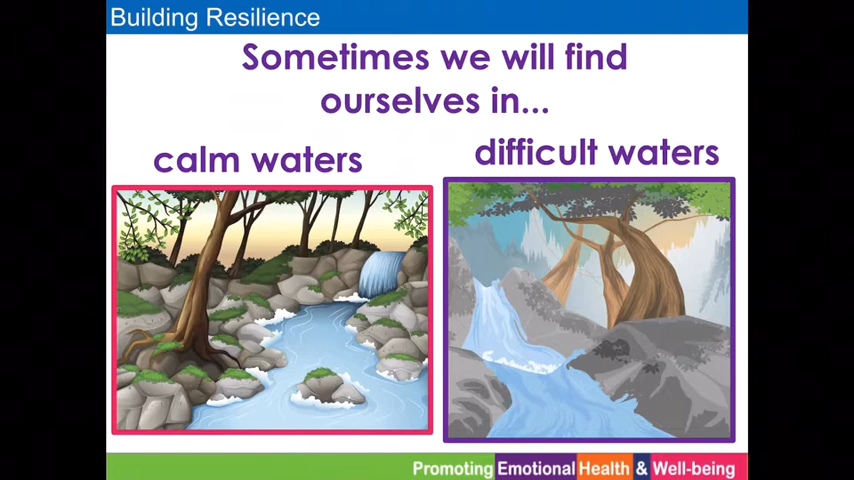 Building Resilience
Sometimes we will find
ourselves in...
calm waters
difficult waters
Promoting Emotional Health & Well-being